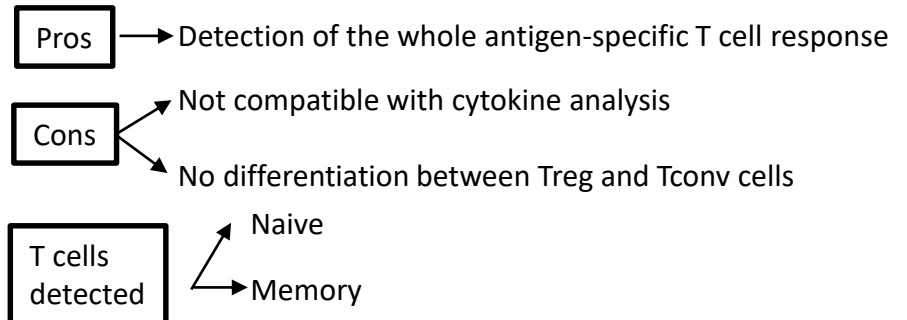 Pros
Detection of the whole antigen-specific T cell response
Not compatible with cytokine analysis
Cons
No differentiation between Treg and Tconv cells
Naive
T cells
detected
Memory